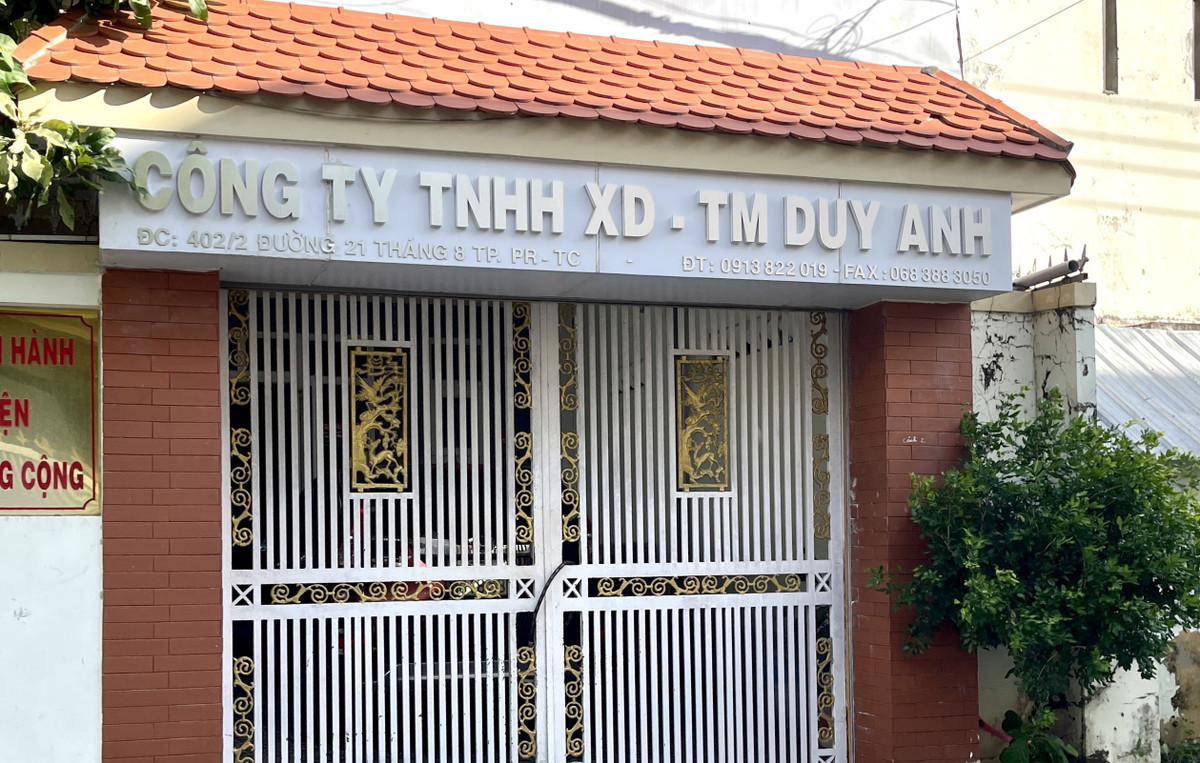 CÔNG TY TNHH XD - TM DUY ANH
ĐC: 402/2 ĐƯỜNG 21 THÁNG 8 TP. PR - TC - ĐT: 0913 822 019 - FAX: 068 388 3050
HÀNH
ỆN
G CỘNG